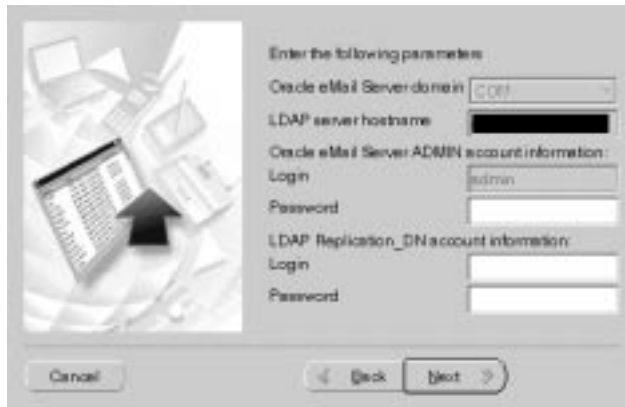 Enter the following parameters
Oracle eMail Server domain COM
LDAP server hostname
Oracle eMail Server ADMIN account information:
Login admin
Password
LDAP Replication_DN account information:
Login
Password
Cancel Back Next